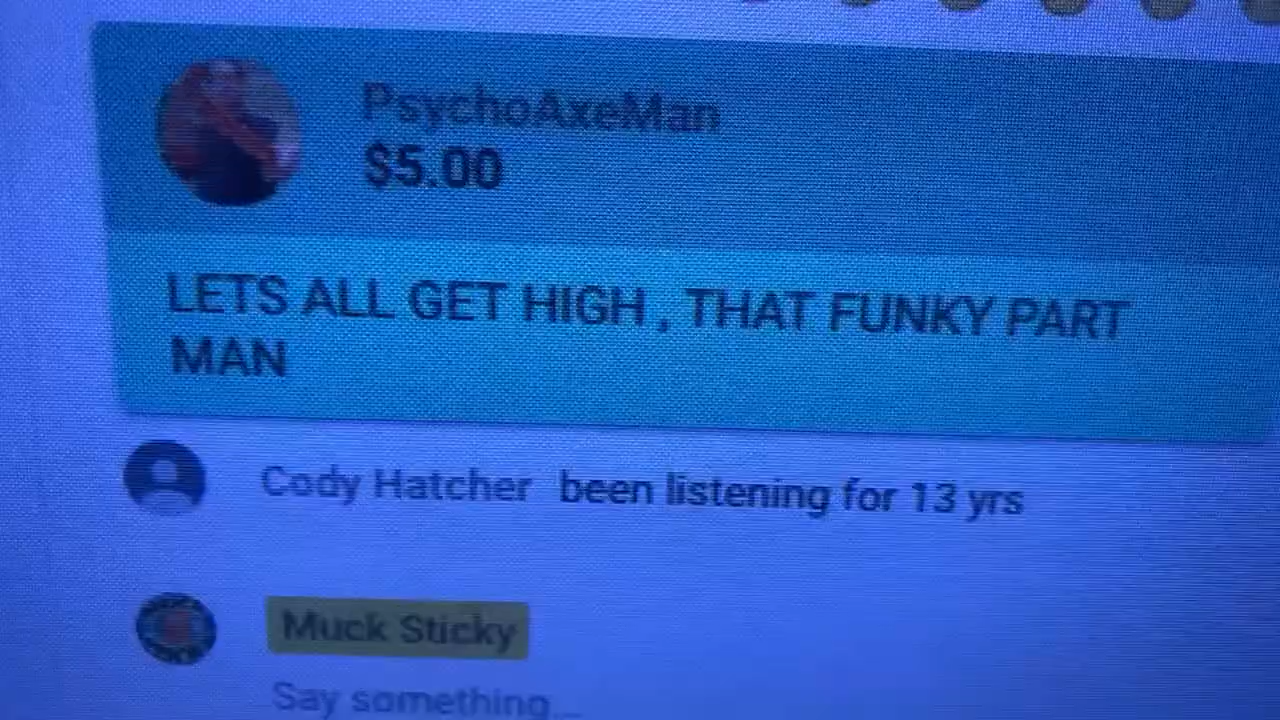 PsychoAxeMan
$5.00
LETS ALL GET HIGH , THAT FUNKY PART
MAN
Cody Hatcher been listening for 13 yrs
Muck Sticky
Say something...